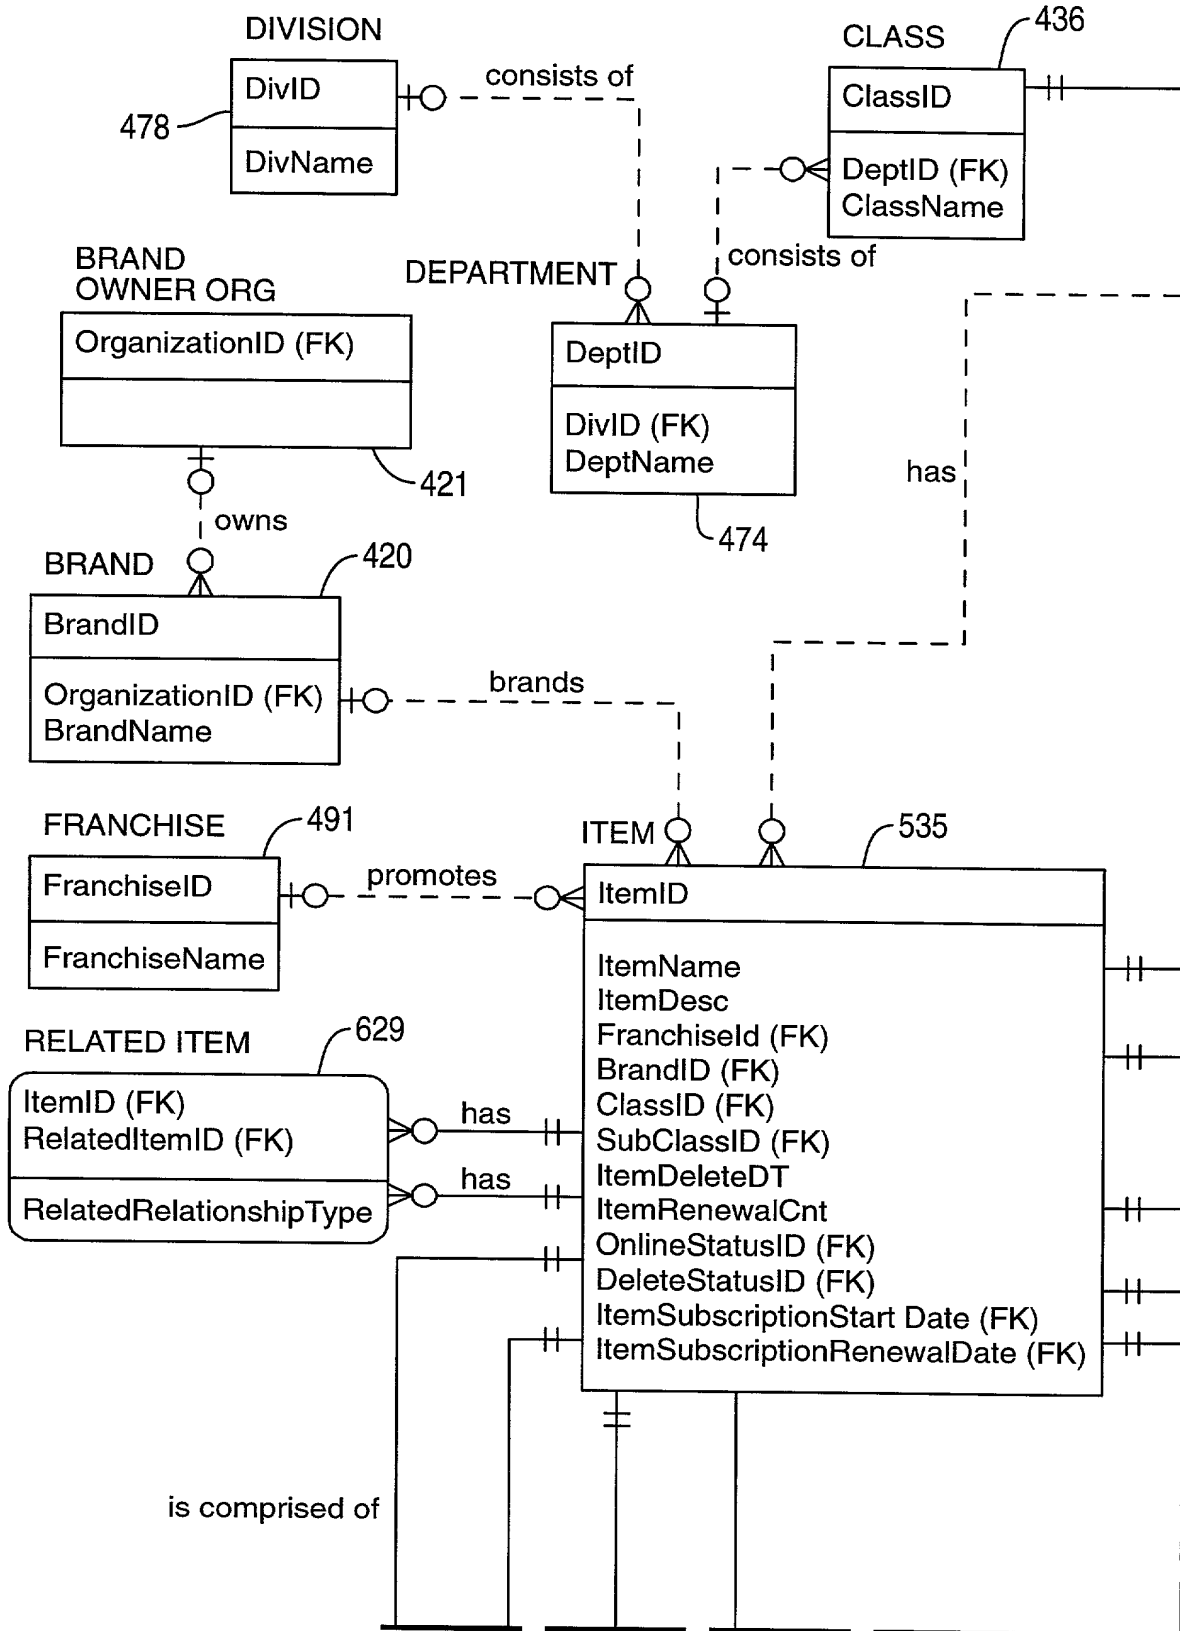 DIVISION
DivID
DivName
478
consists of
CLASS
436
ClassID
DeptID (FK)
ClassName
consists of
BRAND
OWNER ORG
OrganizationID (FK)
421
DEPARTMENT
DeptID
DivID (FK)
DeptName
474
has
owns
BRAND
420
BrandID
OrganizationID (FK)
BrandName
brands
FRANCHISE
491
FranchiseID
FranchiseName
promotes
ITEM
535
ItemID
ItemName
ItemDesc
FranchiseId (FK)
BrandID (FK)
ClassID (FK)
SubClassID (FK)
ItemDeleteDT
ItemRenewalCnt
OnlineStatusID (FK)
DeleteStatusID (FK)
ItemSubscriptionStart Date (FK)
ItemSubscriptionRenewalDate (FK)
RELATED ITEM
629
ItemID (FK)
RelatedItemID (FK)
RelatedRelationshipType
has
has
is comprised of